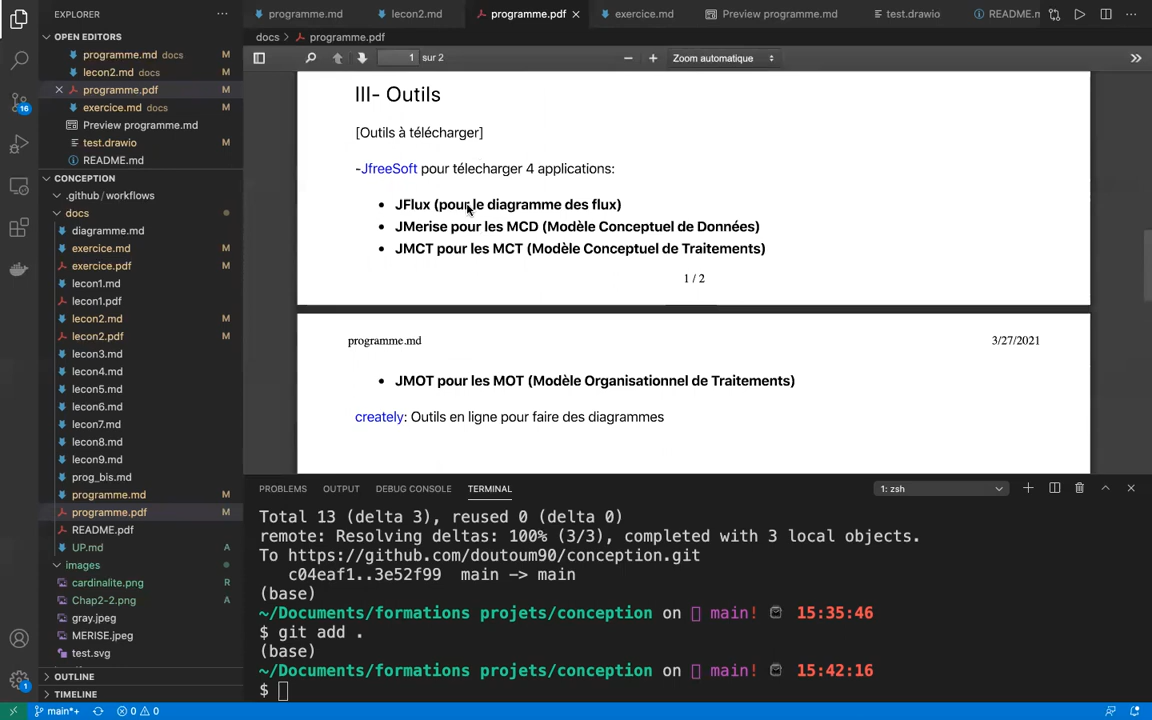 EXPLORER
programme.md
lecon2.md
programme.pdf
exercice.md
Preview programme.md
test.drawio
README.m
OPEN EDITORS
docs > programme.pdf
programme.md docs M
1 sur 2
Zoom automatique
lecon2.md docs M
programme.pdf M
exercice.md docs M
Preview programme.md
test.drawio M
README.md
CONCEPTION
.github/workflows
docs
diagramme.md
exercice.md M
exercice.pdf M
lecon1.md
lecon1.pdf
lecon2.md M
lecon2.pdf M
lecon3.md
lecon4.md
lecon5.md
lecon6.md
lecon7.md
lecon8.md
lecon9.md
prog_bis.md
programme.md M
programme.pdf M
README.pdf
UP.md A
images
cardinalite.png R
Chap2-2.png A
gray.jpeg
MERISE.jpeg
test.svg
OUTLINE
TIMELINE
16
1
III- Outils
[Outils à télécharger]
-JfreeSoft pour télecharger 4 applications:
• JFlux (pour le diagramme des flux)
• JMerise pour les MCD (Modèle Conceptuel de Données)
• JMCT pour les MCT (Modèle Conceptuel de Traitements)
1 / 2
programme.md 3/27/2021
• JMOT pour les MOT (Modèle Organisationnel de Traitements)
creately: Outils en ligne pour faire des diagrammes
PROBLEMS OUTPUT DEBUG CONSOLE TERMINAL 1: zsh
Total 13 (delta 3), reused 0 (delta 0)
remote: Resolving deltas: 100% (3/3), completed with 3 local objects.
To https://github.com/doutoum90/conception.git
c04eaf1..3e52f99 main -> main
(base)
~/Documents/formations projets/conception on main! 15:35:46
$ git add .
(base)
~/Documents/formations projets/conception on main! 15:42:16
$
main*+ 0 0